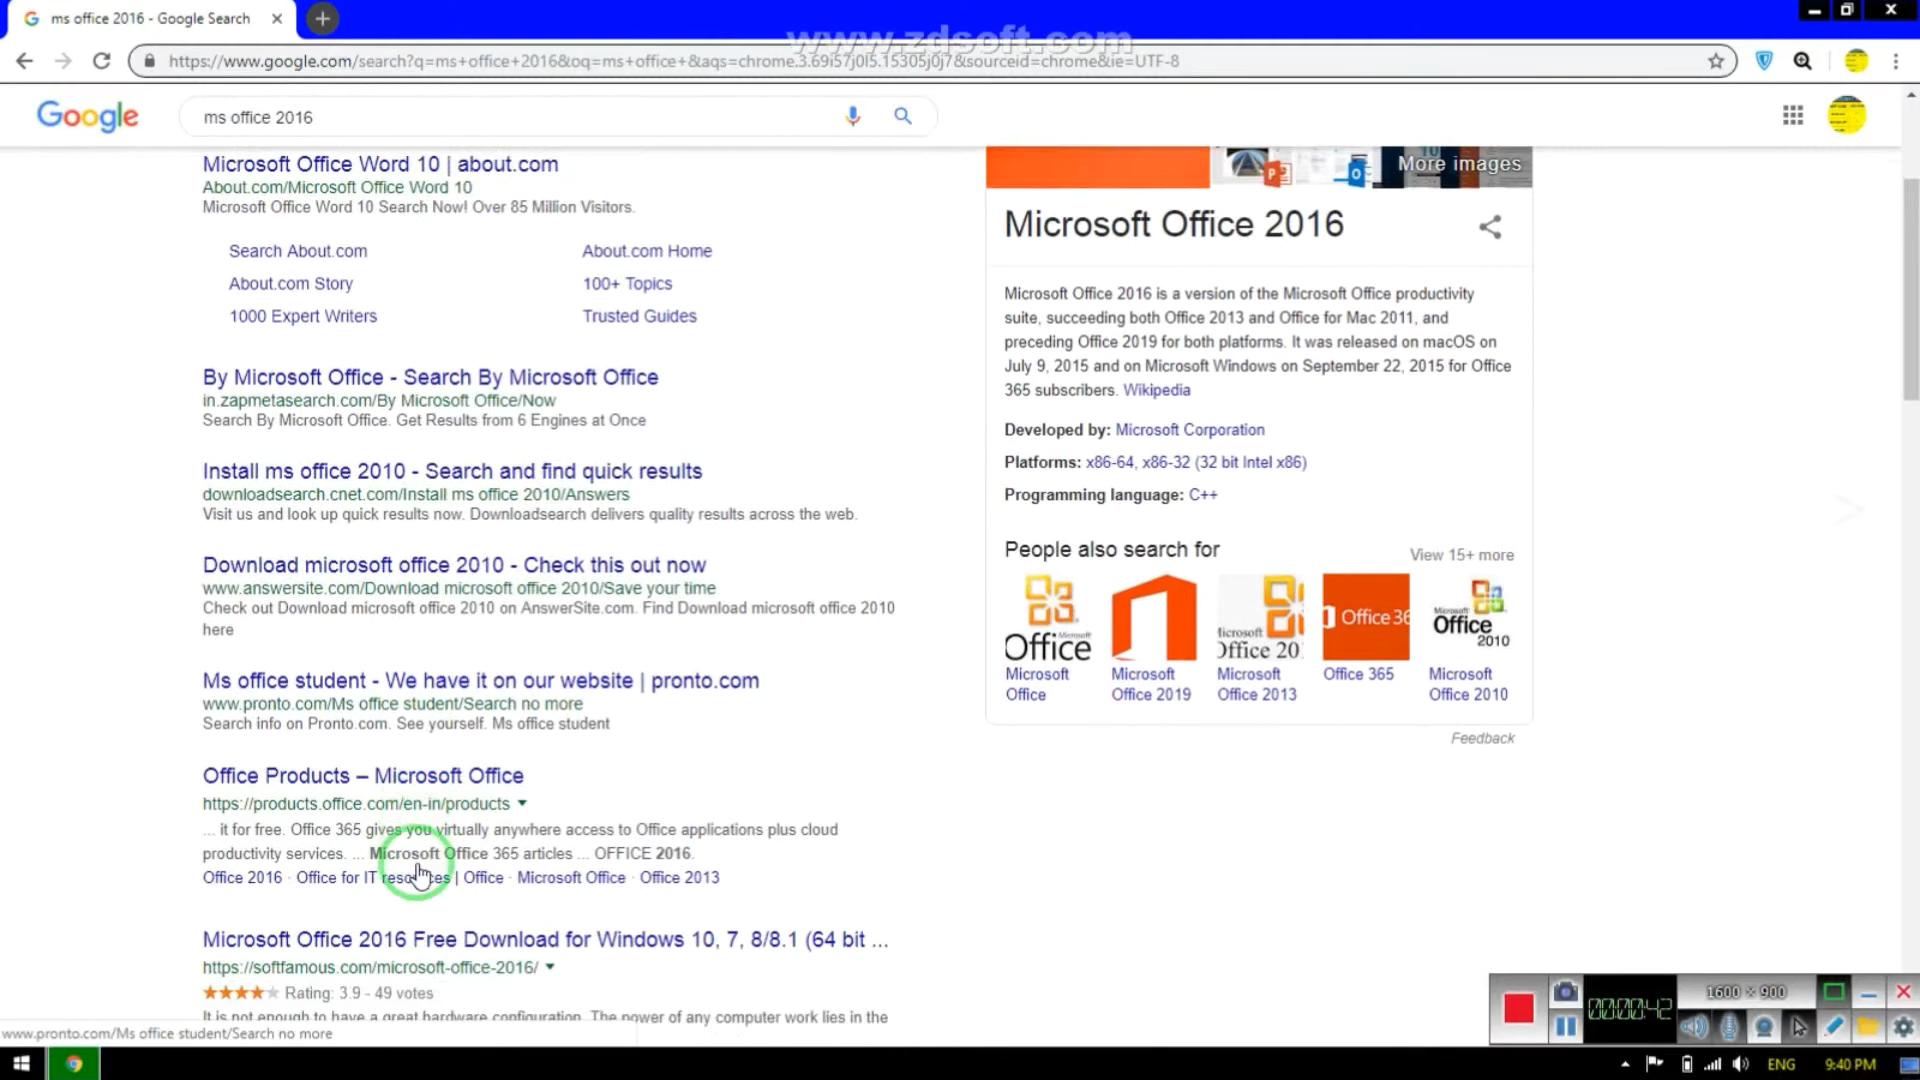 ms office 2016 - Google Search
www.zdsoft.com
https://www.google.com/search?q=ms+office+2016&oq=ms+office+&aqs=chrome.3.69i57j0l5.15305j0j7&sourceid=chrome&ie=UTF-8
Google
ms office 2016
Microsoft Office Word 10 | about.com
About.com/Microsoft Office Word 10
Microsoft Office Word 10 Search Now! Over 85 Million Visitors.
Search About.com
About.com Home
About.com Story
100+ Topics
1000 Expert Writers
Trusted Guides
By Microsoft Office - Search By Microsoft Office
in.zapmetasearch.com/By Microsoft Office/Now
Search By Microsoft Office. Get Results from 6 Engines at Once
Install ms office 2010 - Search and find quick results
downloadsearch.cnet.com/Install ms office 2010/Answers
Visit us and look up quick results now. Downloadsearch delivers quality results across the web.
Download microsoft office 2010 - Check this out now
www.answersite.com/Download microsoft office 2010/Save your time
Check out Download microsoft office 2010 on AnswerSite.com. Find Download microsoft office 2010
here
Ms office student - We have it on our website | pronto.com
www.pronto.com/Ms office student/Search no more
Search info on Pronto.com. See yourself. Ms office student
Office Products – Microsoft Office
https://products.office.com/en-in/products
... it for free. Office 365 gives you virtually anywhere access to Office applications plus cloud
productivity services. ... Microsoft Office 365 articles ... OFFICE 2016.
Office 2016 · Office for IT resources | Office · Microsoft Office · Office 2013
Microsoft Office 2016 Free Download for Windows 10, 7, 8/8.1 (64 bit ...
https://softfamous.com/microsoft-office-2016/
Rating: 3.9 - 49 votes
It is not enough to have a great hardware configuration. The power of any computer work lies in the
www.pronto.com/Ms office student/Search no more
More images
Microsoft Office 2016
Microsoft Office 2016 is a version of the Microsoft Office productivity
suite, succeeding both Office 2013 and Office for Mac 2011, and
preceding Office 2019 for both platforms. It was released on macOS on
July 9, 2015 and on Microsoft Windows on September 22, 2015 for Office
365 subscribers. Wikipedia
Developed by: Microsoft Corporation
Platforms: x86-64, x86-32 (32 bit Intel x86)
Programming language: C++
People also search for
View 15+ more
Microsoft
Office
Microsoft
Office 20
Office 36
Microsoft
Office
2010
Microsoft
Office
Microsoft
Office 2019
Microsoft
Office 2013
Office 365
Microsoft
Office 2010
Feedback
1600 × 900
00:00:42
ENG
9:40 PM